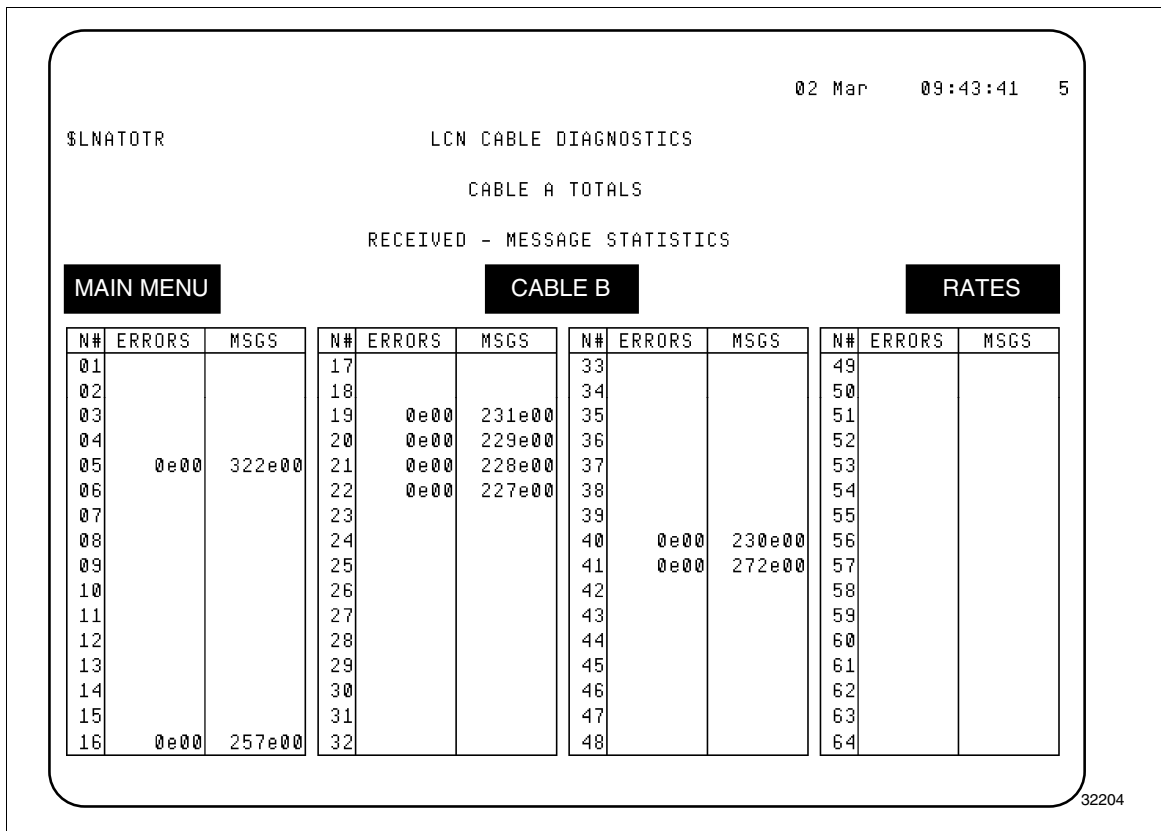 02 Mar 09:43:41 5
$LNATOTR LCN CABLE DIAGNOSTICS
CABLE A TOTALS
RECEIVED - MESSAGE STATISTICS
MAIN MENU CABLE B RATES
N# ERRORS MSGS N# ERRORS MSGS N# ERRORS MSGS N# ERRORS MSGS
01 17 33 49
02 18 34 50
03 19 0e00 231e00 35 51
04 20 0e00 229e00 36 52
05 0e00 322e00 21 0e00 228e00 37 53
06 22 0e00 227e00 38 54
07 23 39 55
08 24 40 0e00 230e00 56
09 25 41 0e00 272e00 57
10 26 42 58
11 27 43 59
12 28 44 60
13 29 45 61
14 30 46 62
15 31 47 63
16 0e00 257e00 32 48 64
32204